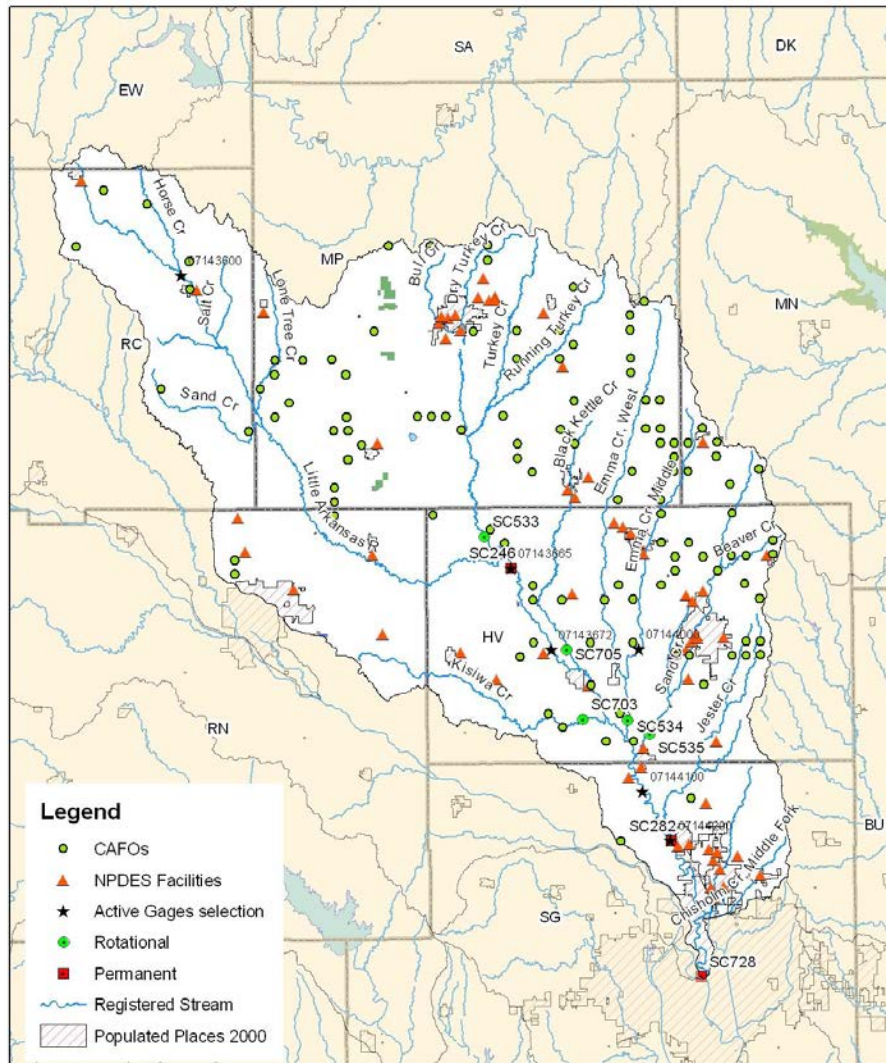 SA
DK
EW
Horse Cr
MP
Bull Cr
Dry Turkey Cr
07143600
Salt Cr
Lone Tree Cr
Turkey Cr
Running Turkey Cr
MN
RC
Sand Cr
Black Kettle Cr
Emma Cr, West
Emma Cr, Middle
Little Arkansas R
SC533
SC246
07143665
Beaver Cr
HV
07143672
07144000
SC705
Sand Cr
Kisiwa Cr
Jester Cr
SC703
SC534
SC535
RN
07144100
BU
SC282
Chisholm Cr, Middle Fork
SG
SC728
Legend
CAFOs
NPDES Facilities
Active Gages selection
Rotational
Permanent
Registered Stream
Populated Places 2000